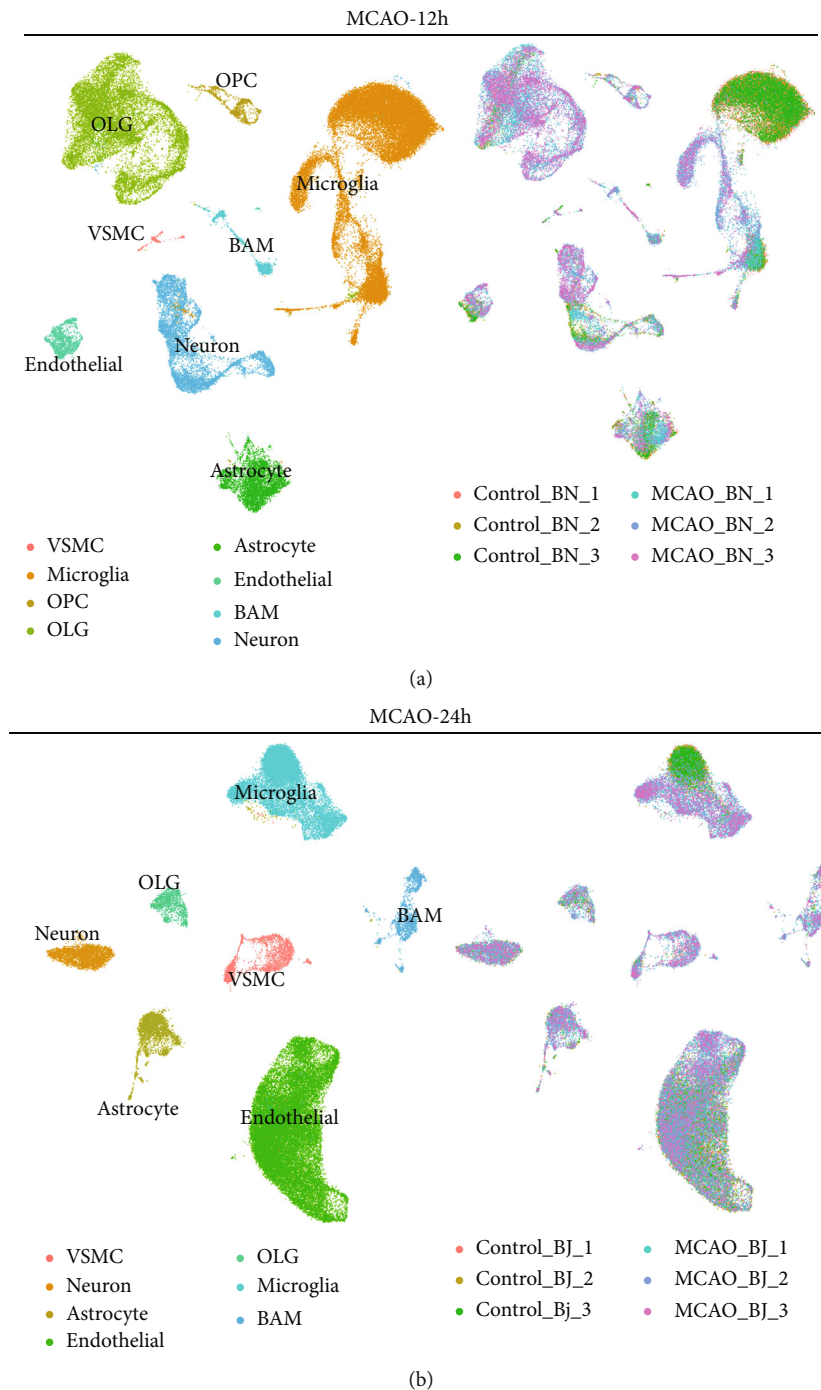 MCAO-12h
OPC
OLG
Microglia
VSMC
BAM
Neuron
Endothelial
Astrocyte
VSMC
Microglia
OPC
OLG
Astrocyte
Endothelial
BAM
Neuron
Control_BN_1
Control_BN_2
Control_BN_3
MCAO_BN_1
MCAO_BN_2
MCAO_BN_3
(a)
MCAO-24h
Microglia
OLG
BAM
Neuron
VSMC
Astrocyte
Endothelial
VSMC
Neuron
Astrocyte
Endothelial
OLG
Microglia
BAM
Control_BJ_1
Control_BJ_2
Control_Bj_3
MCAO_BJ_1
MCAO_BJ_2
MCAO_BJ_3
(b)